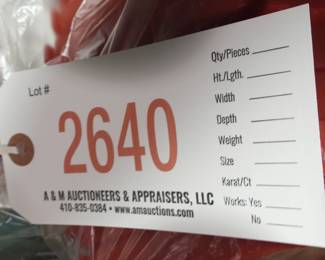 Lot #
2640
A & M AUCTIONEERS & APPRAISERS, LLC
410-835-0384 • www.amauctions.com
Qty/Pieces
Ht./Lgth.
Width
Depth
Weight
Size
Karat/Ct
Works: Yes
No